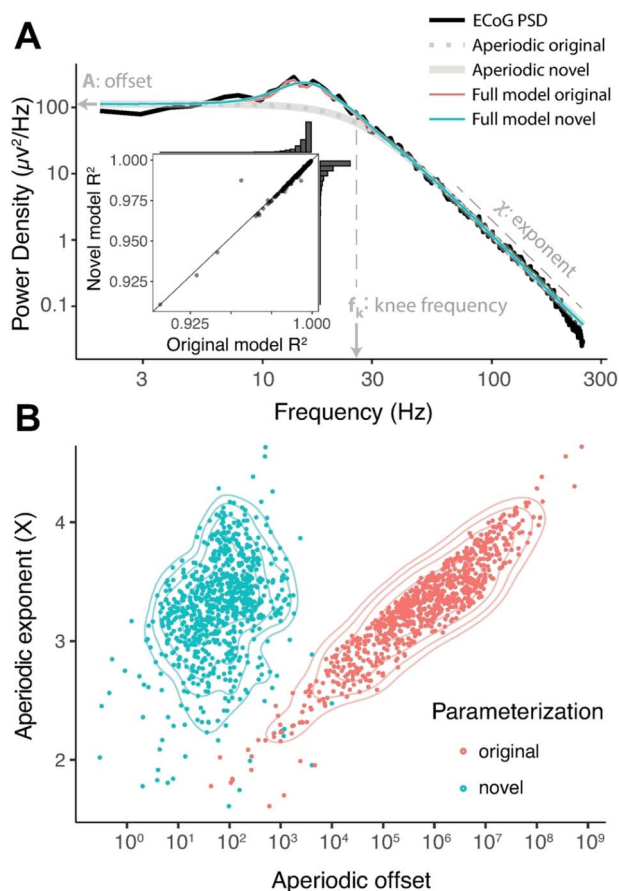 A
ECoG PSD
Aperiodic original
Aperiodic novel
Full model original
Full model novel
A: offset
Power Density (μv²/Hz)
100
10
1
0.1
1.000
0.975
0.950
0.925
Novel model R²
0.925
1.000
Original model R²
χ: exponent
fₖ: knee frequency
3
10
30
100
300
Frequency (Hz)
B
Aperiodic exponent (X)
4
3
2
Parameterization
original
novel
10⁰
10¹
10²
10³
10⁴
10⁵
10⁶
10⁷
10⁸
10⁹
Aperiodic offset